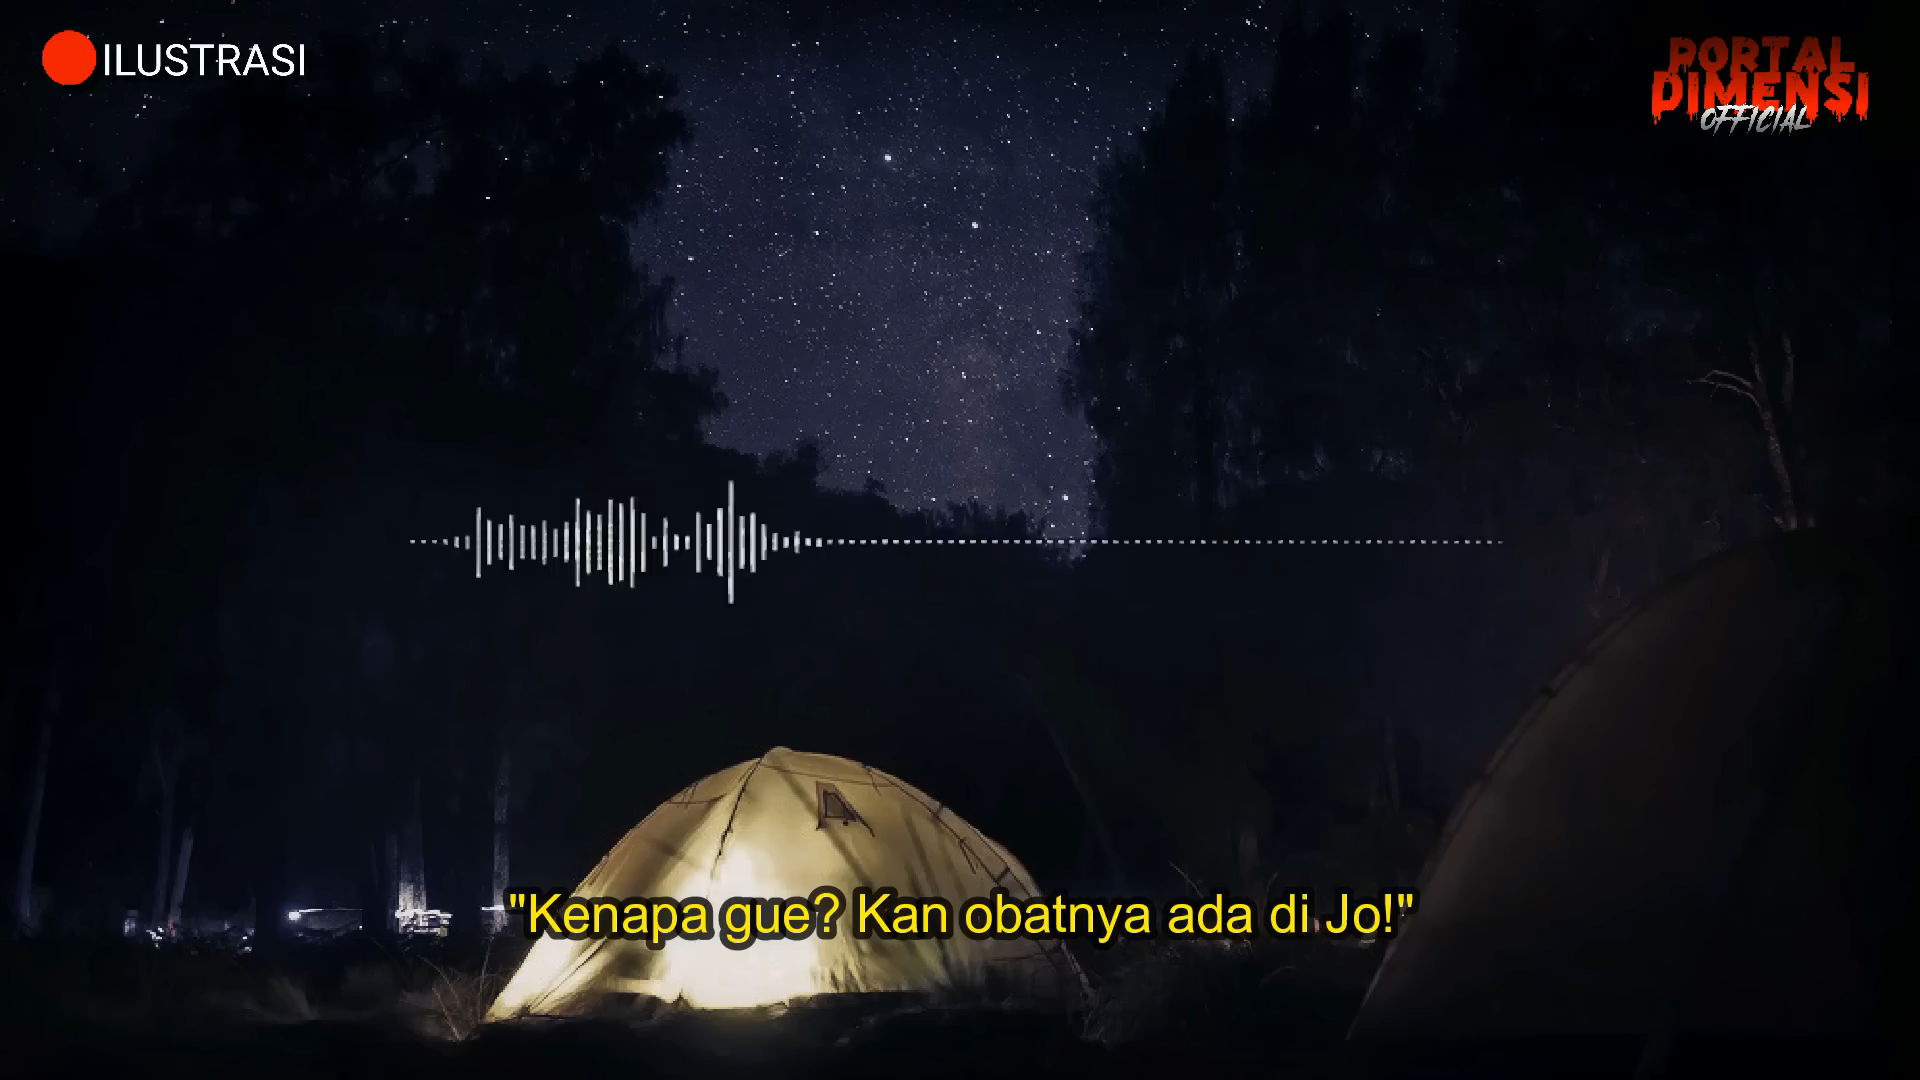 ILUSTRASI
PORTAL
DIMENSI
OFFICIAL
"Kenapa gue? Kan obatnya ada di Jo!"